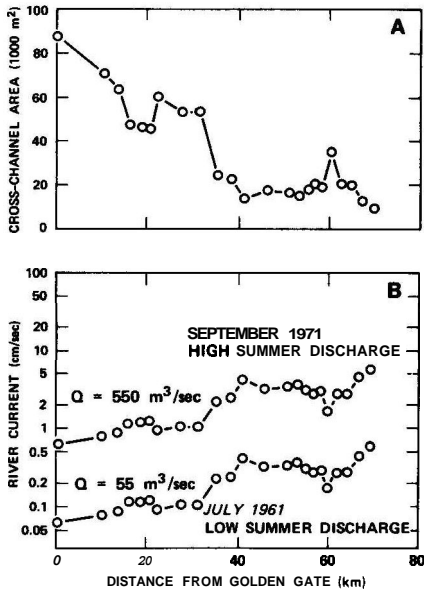 100
80
60
40
20
0
CROSS-CHANNEL AREA (1000 m²)
A
100
50
20
10
5
2
1
0.5
0.2
0.1
0.05
RIVER CURRENT (cm/sec)
B
SEPTEMBER 1971
HIGH SUMMER DISCHARGE
Q = 550 m³/sec
Q = 55 m³/sec
JULY 1961
LOW SUMMER DISCHARGE
0 20 40 60 80
DISTANCE FROM GOLDEN GATE (km)